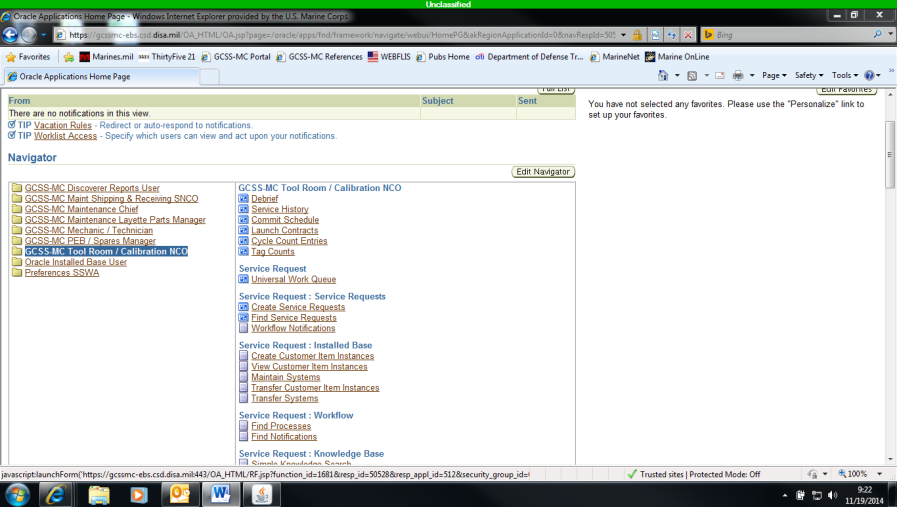 Unclassified
Oracle Applications Home Page - Windows Internet Explorer provided by the U.S. Marine Corps
https://gcssmc-ebs.csd.disa.mil/OA_HTML/OA.jsp?page=/oracle/apps/fnd/framework/navigate/webui/HomePG&akRegionApplicationId=0&navRespId=505
Bing
Favorites
Marines.mil
ThirtyFive 21
GCSS-MC Portal
GCSS-MC References
WEBFLIS
Pubs Home
Department of Defense Tr...
MarineNet
Marine OnLine
Oracle Applications Home Page
Page
Safety
Tools
Full List
Edit Favorites
From Subject Sent
There are no notifications in this view.
TIP Vacation Rules - Redirect or auto-respond to notifications.
TIP Worklist Access - Specify which users can view and act upon your notifications.
You have not selected any favorites. Please use the "Personalize" link to
set up your favorites.
Navigator
Edit Navigator
GCSS-MC Discoverer Reports User
GCSS-MC Maint Shipping & Receiving SNCO
GCSS-MC Maintenance Chief
GCSS-MC Maintenance Layette Parts Manager
GCSS-MC Mechanic / Technician
GCSS-MC PEB / Spares Manager
GCSS-MC Tool Room / Calibration NCO
Oracle Installed Base User
Preferences SSWA
GCSS-MC Tool Room / Calibration NCO
Debrief
Service History
Commit Schedule
Launch Contracts
Cycle Count Entries
Tag Counts
Service Request
Universal Work Queue
Service Request : Service Requests
Create Service Requests
Find Service Requests
Workflow Notifications
Service Request : Installed Base
Create Customer Item Instances
View Customer Item Instances
Maintain Systems
Transfer Customer Item Instances
Transfer Systems
Service Request : Workflow
Find Processes
Find Notifications
Service Request : Knowledge Base
Simple Knowledge Search
javascript:launchForm('https://gcssmc-ebs.csd.disa.mil:443/OA_HTML/RF.jsp?function_id=1681&resp_id=50528&resp_appl_id=512&security_group_id=
Trusted sites | Protected Mode: Off
100%
9:22
11/19/2014